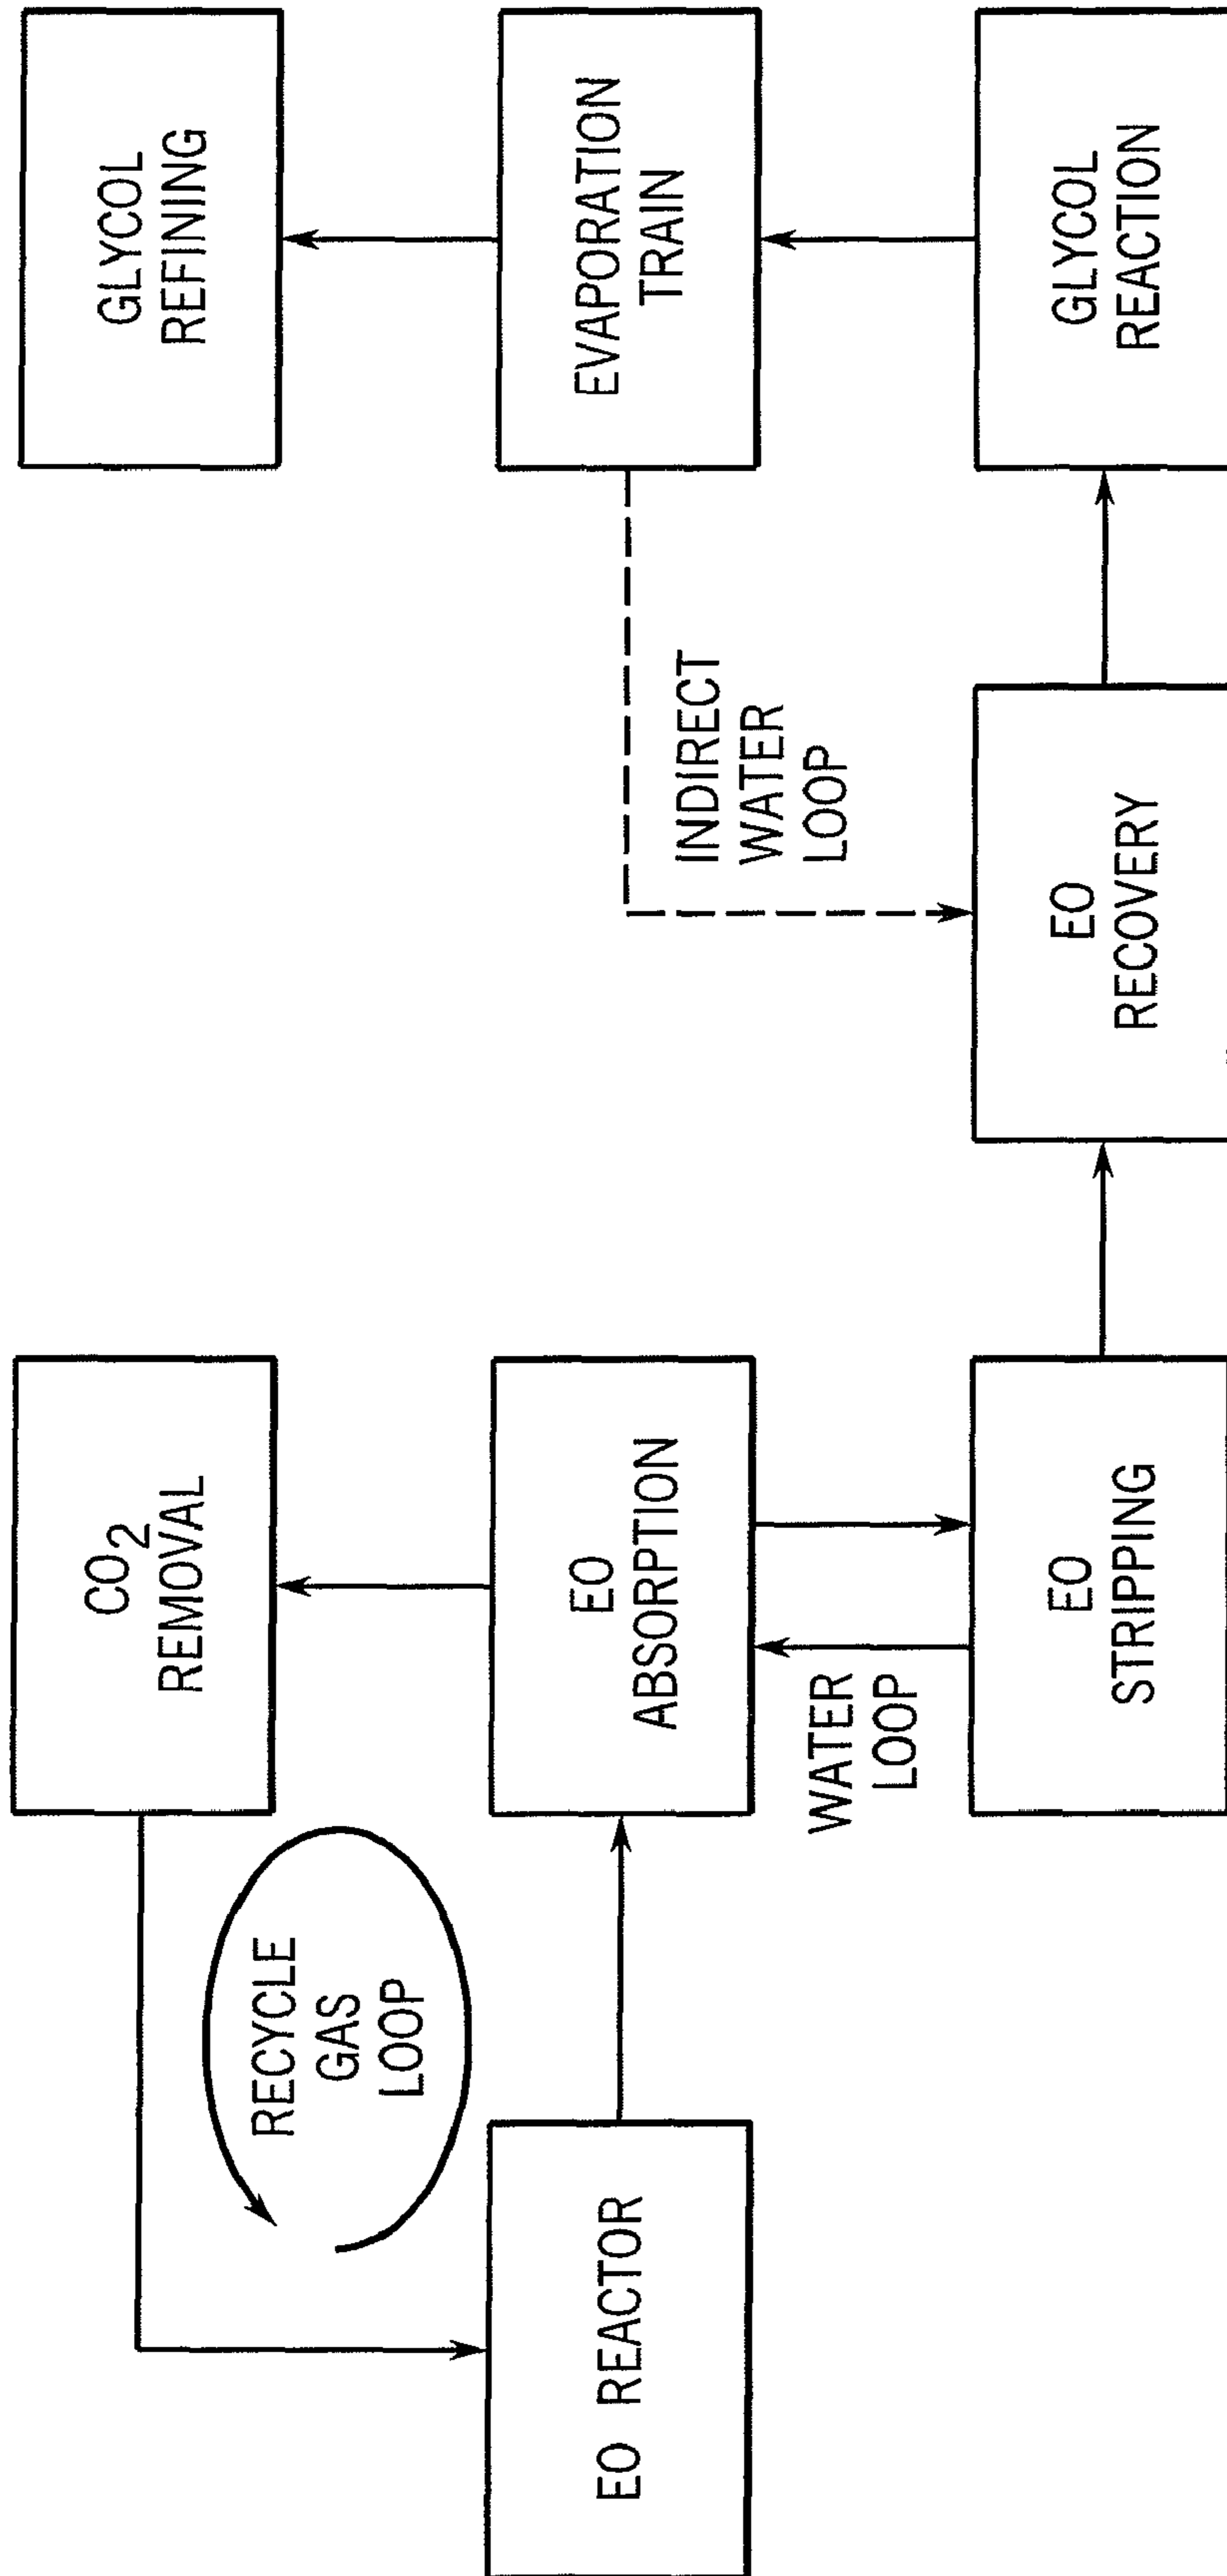 CO2
REMOVAL
GLYCOL
REFINING
RECYCLE
GAS
LOOP
EO REACTOR
EO
ABSORPTION
EVAPORATION
TRAIN
WATER
LOOP
INDIRECT
WATER
LOOP
EO
STRIPPING
EO
RECOVERY
GLYCOL
REACTION